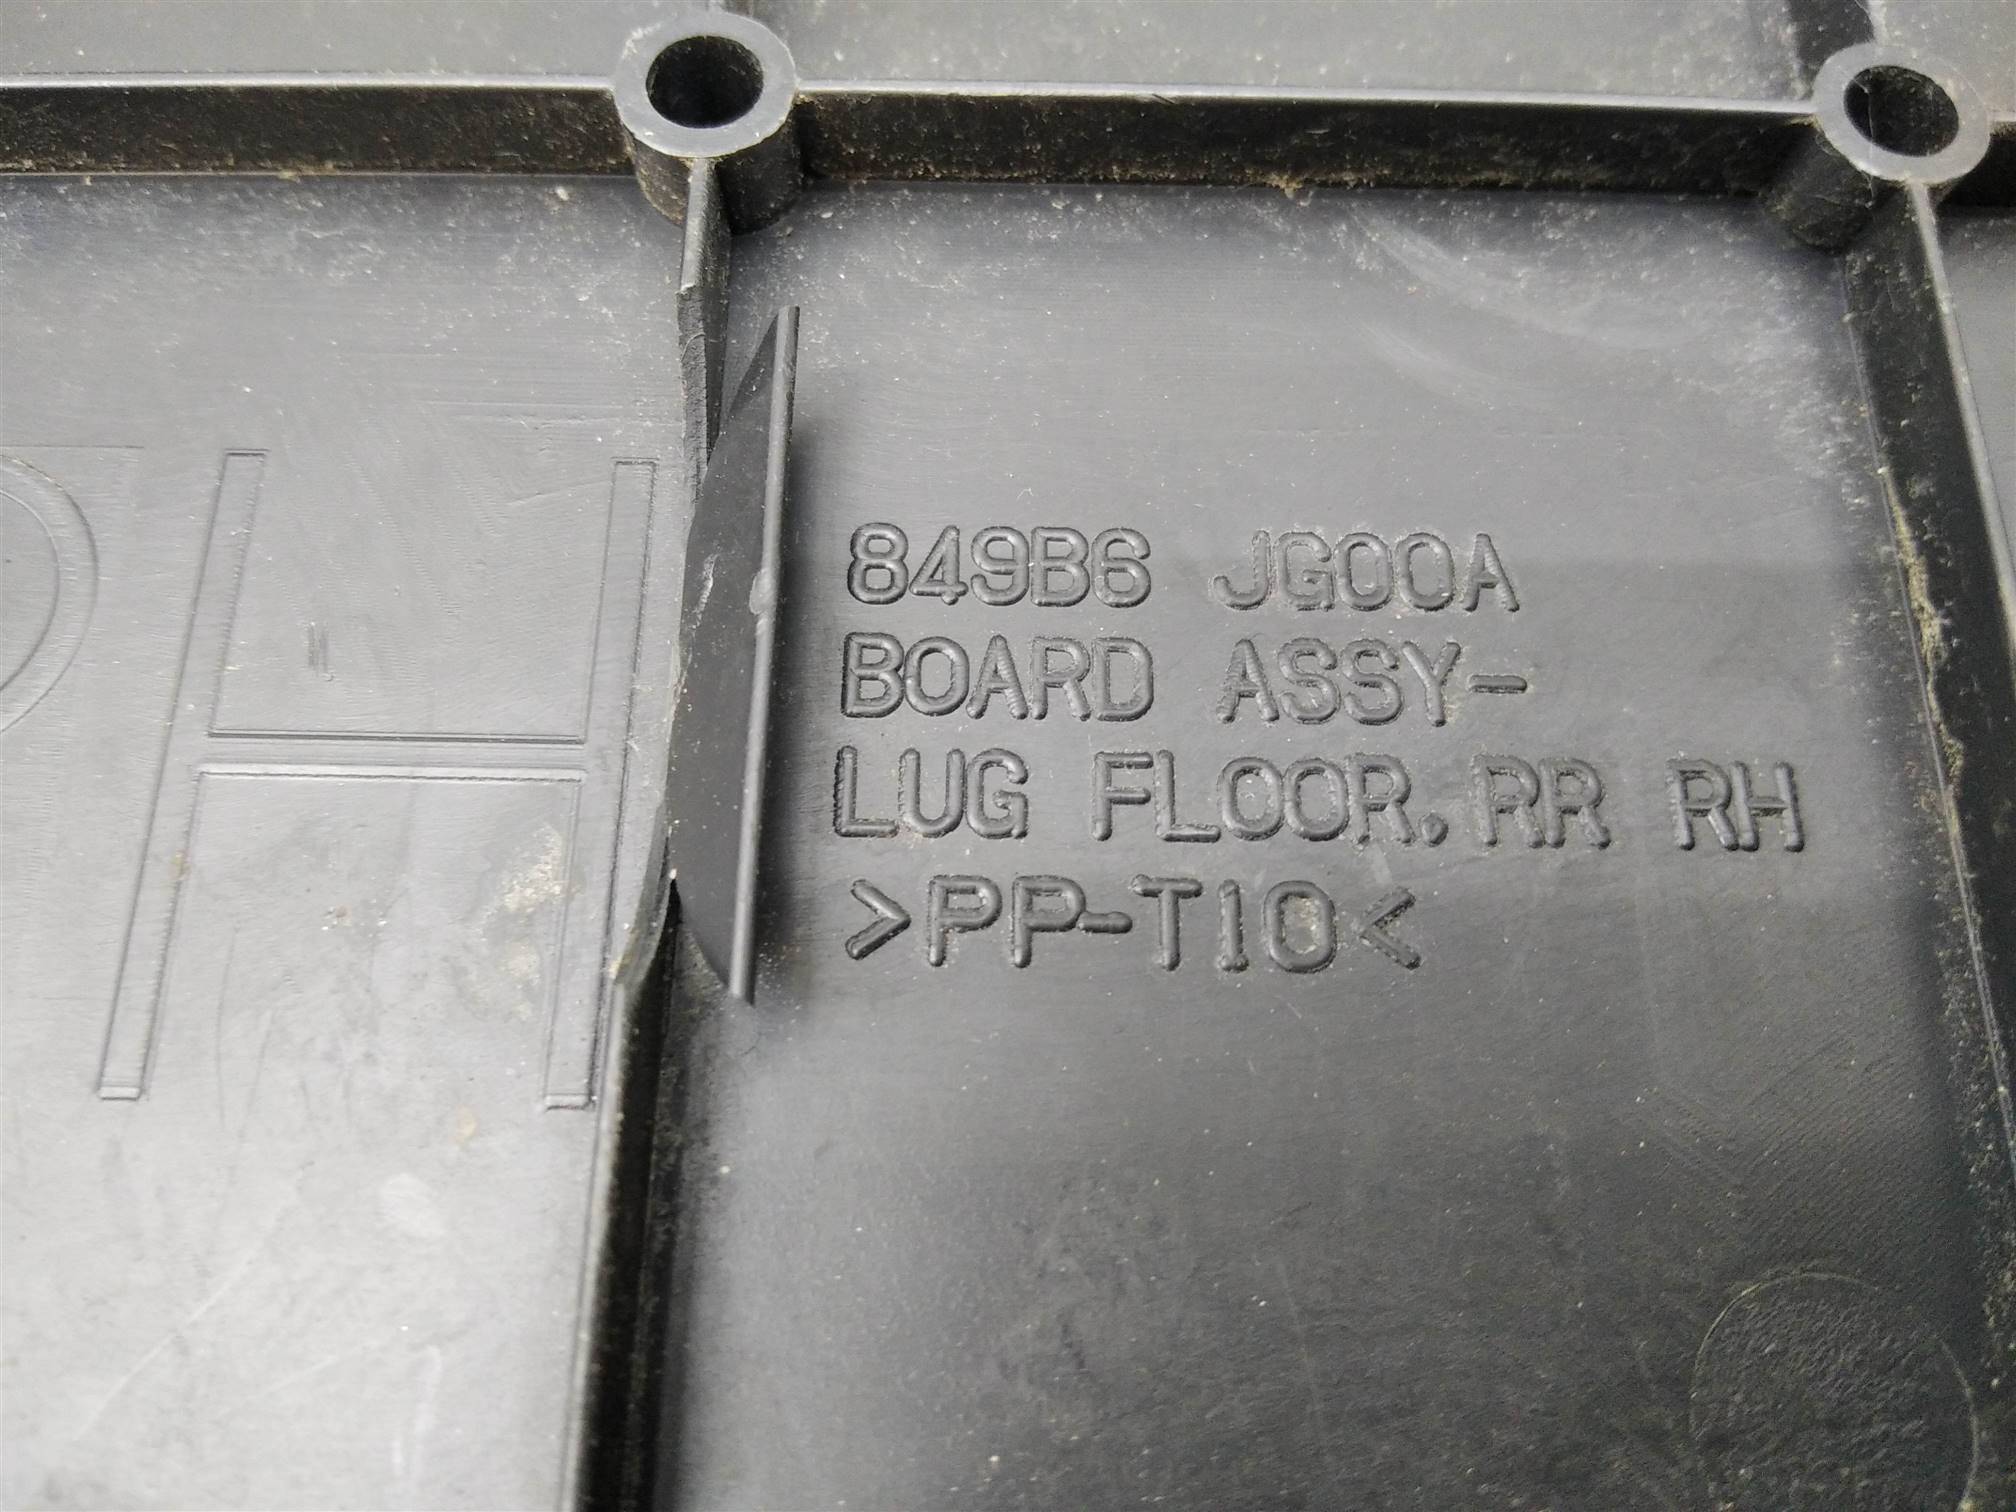 849B6 JG00A
BOARD ASSY-
LUG FLOOR.RR RH
>PP-T10<
H